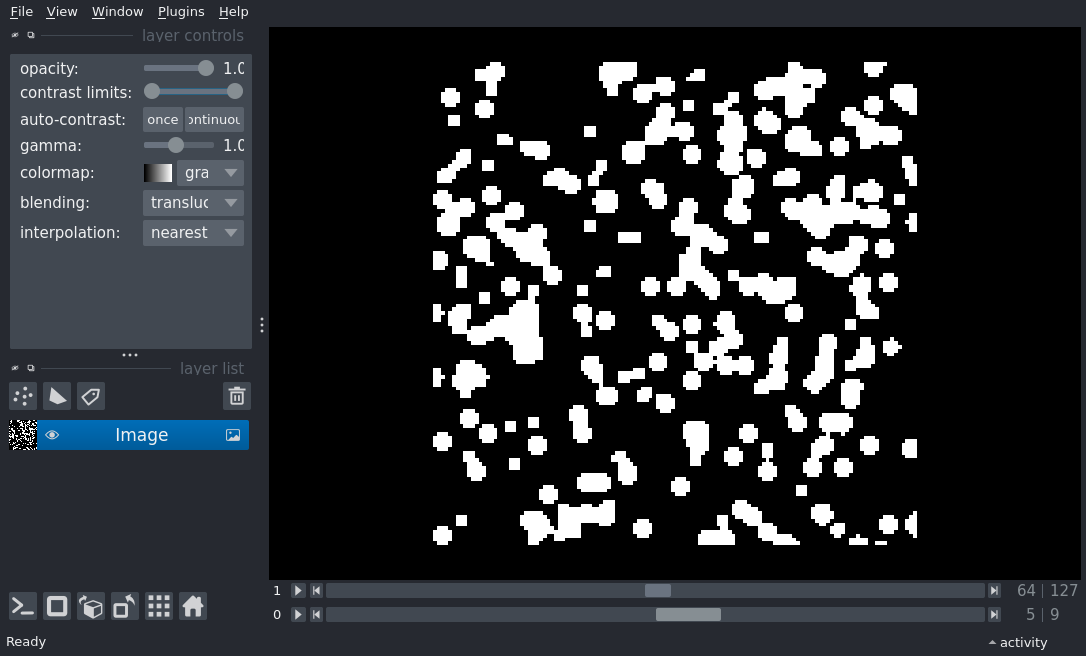 File View Window Plugins Help
layer controls
opacity: 1.0
contrast limits:
auto-contrast: once ontinuou
gamma: 1.0
colormap: gra
blending: transluc
interpolation: nearest
layer list
Image
1 64 | 127
0 5 | 9
Ready activity